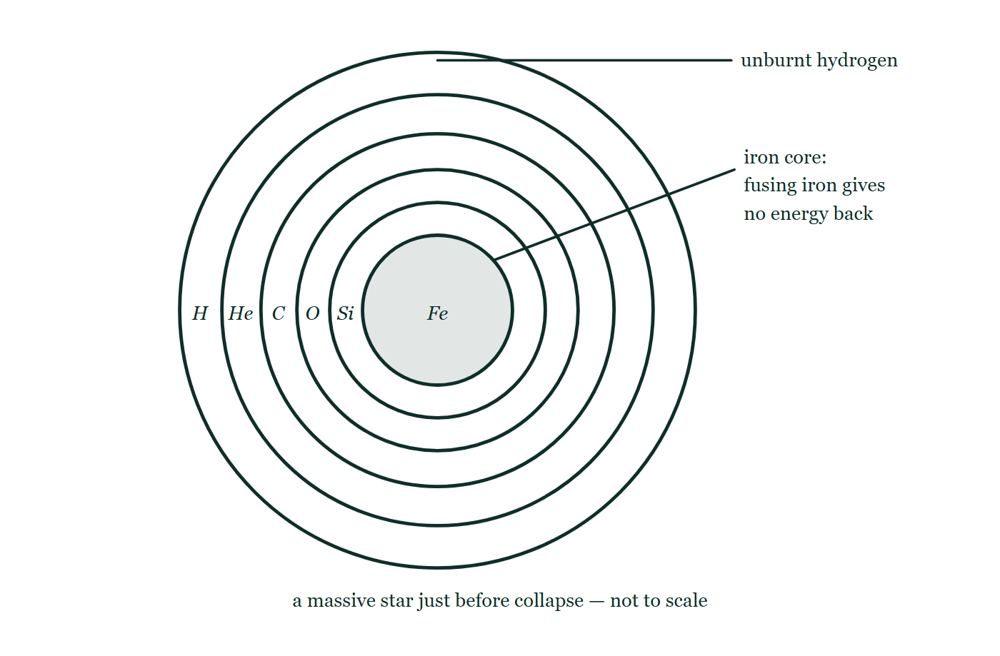 unburnt hydrogen
iron core:
fusing iron gives
no energy back
H He C O Si Fe
a massive star just before collapse — not to scale